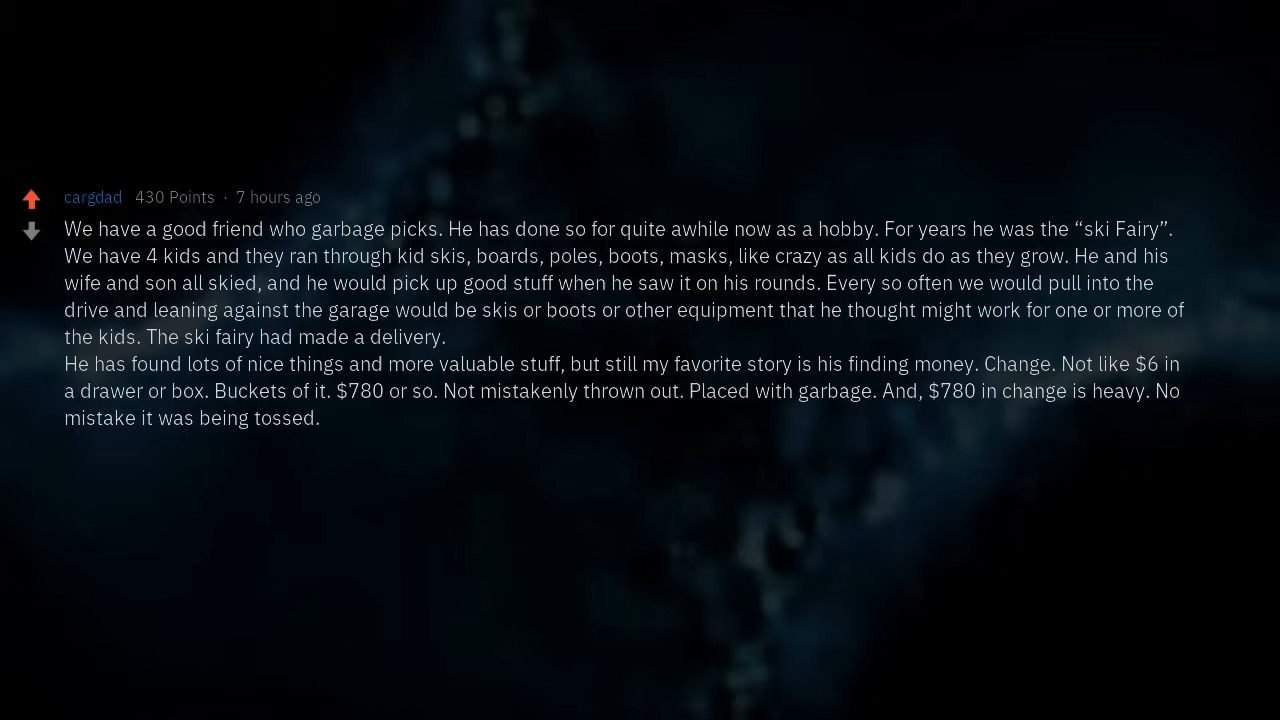 cargdad 430 Points · 7 hours ago
We have a good friend who garbage picks. He has done so for quite awhile now as a hobby. For years he was the “ski Fairy”.
We have 4 kids and they ran through kid skis, boards, poles, boots, masks, like crazy as all kids do as they grow. He and his
wife and son all skied, and he would pick up good stuff when he saw it on his rounds. Every so often we would pull into the
drive and leaning against the garage would be skis or boots or other equipment that he thought might work for one or more of
the kids. The ski fairy had made a delivery.
He has found lots of nice things and more valuable stuff, but still my favorite story is his finding money. Change. Not like $6 in
a drawer or box. Buckets of it. $780 or so. Not mistakenly thrown out. Placed with garbage. And, $780 in change is heavy. No
mistake it was being tossed.